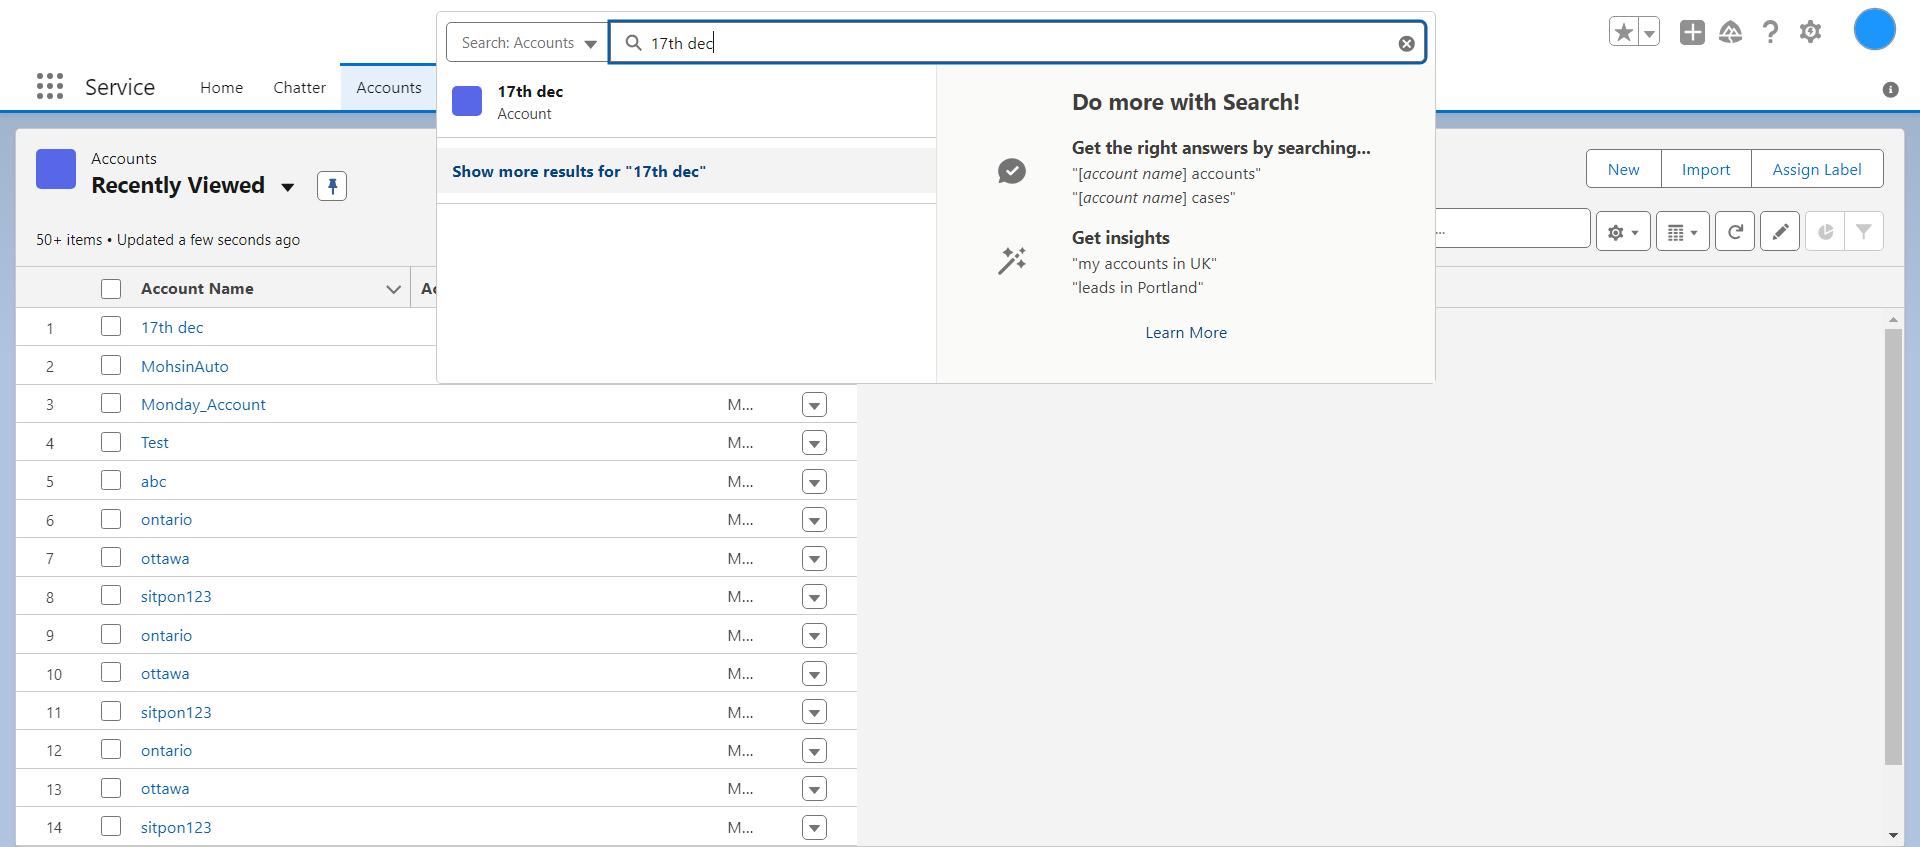 Search: Accounts
17th dec
Service
Home
Chatter
Accounts
17th dec
Account
Show more results for "17th dec"
Do more with Search!
Get the right answers by searching...
"[account name] accounts"
"[account name] cases"
Get insights
"my accounts in UK"
"leads in Portland"
Learn More
Accounts
Recently Viewed
50+ items • Updated a few seconds ago
New
Import
Assign Label
...
Account Name
1 17th dec
2 MohsinAuto
3 Monday_Account M...
4 Test M...
5 abc M...
6 ontario M...
7 ottawa M...
8 sitpon123 M...
9 ontario M...
10 ottawa M...
11 sitpon123 M...
12 ontario M...
13 ottawa M...
14 sitpon123 M...